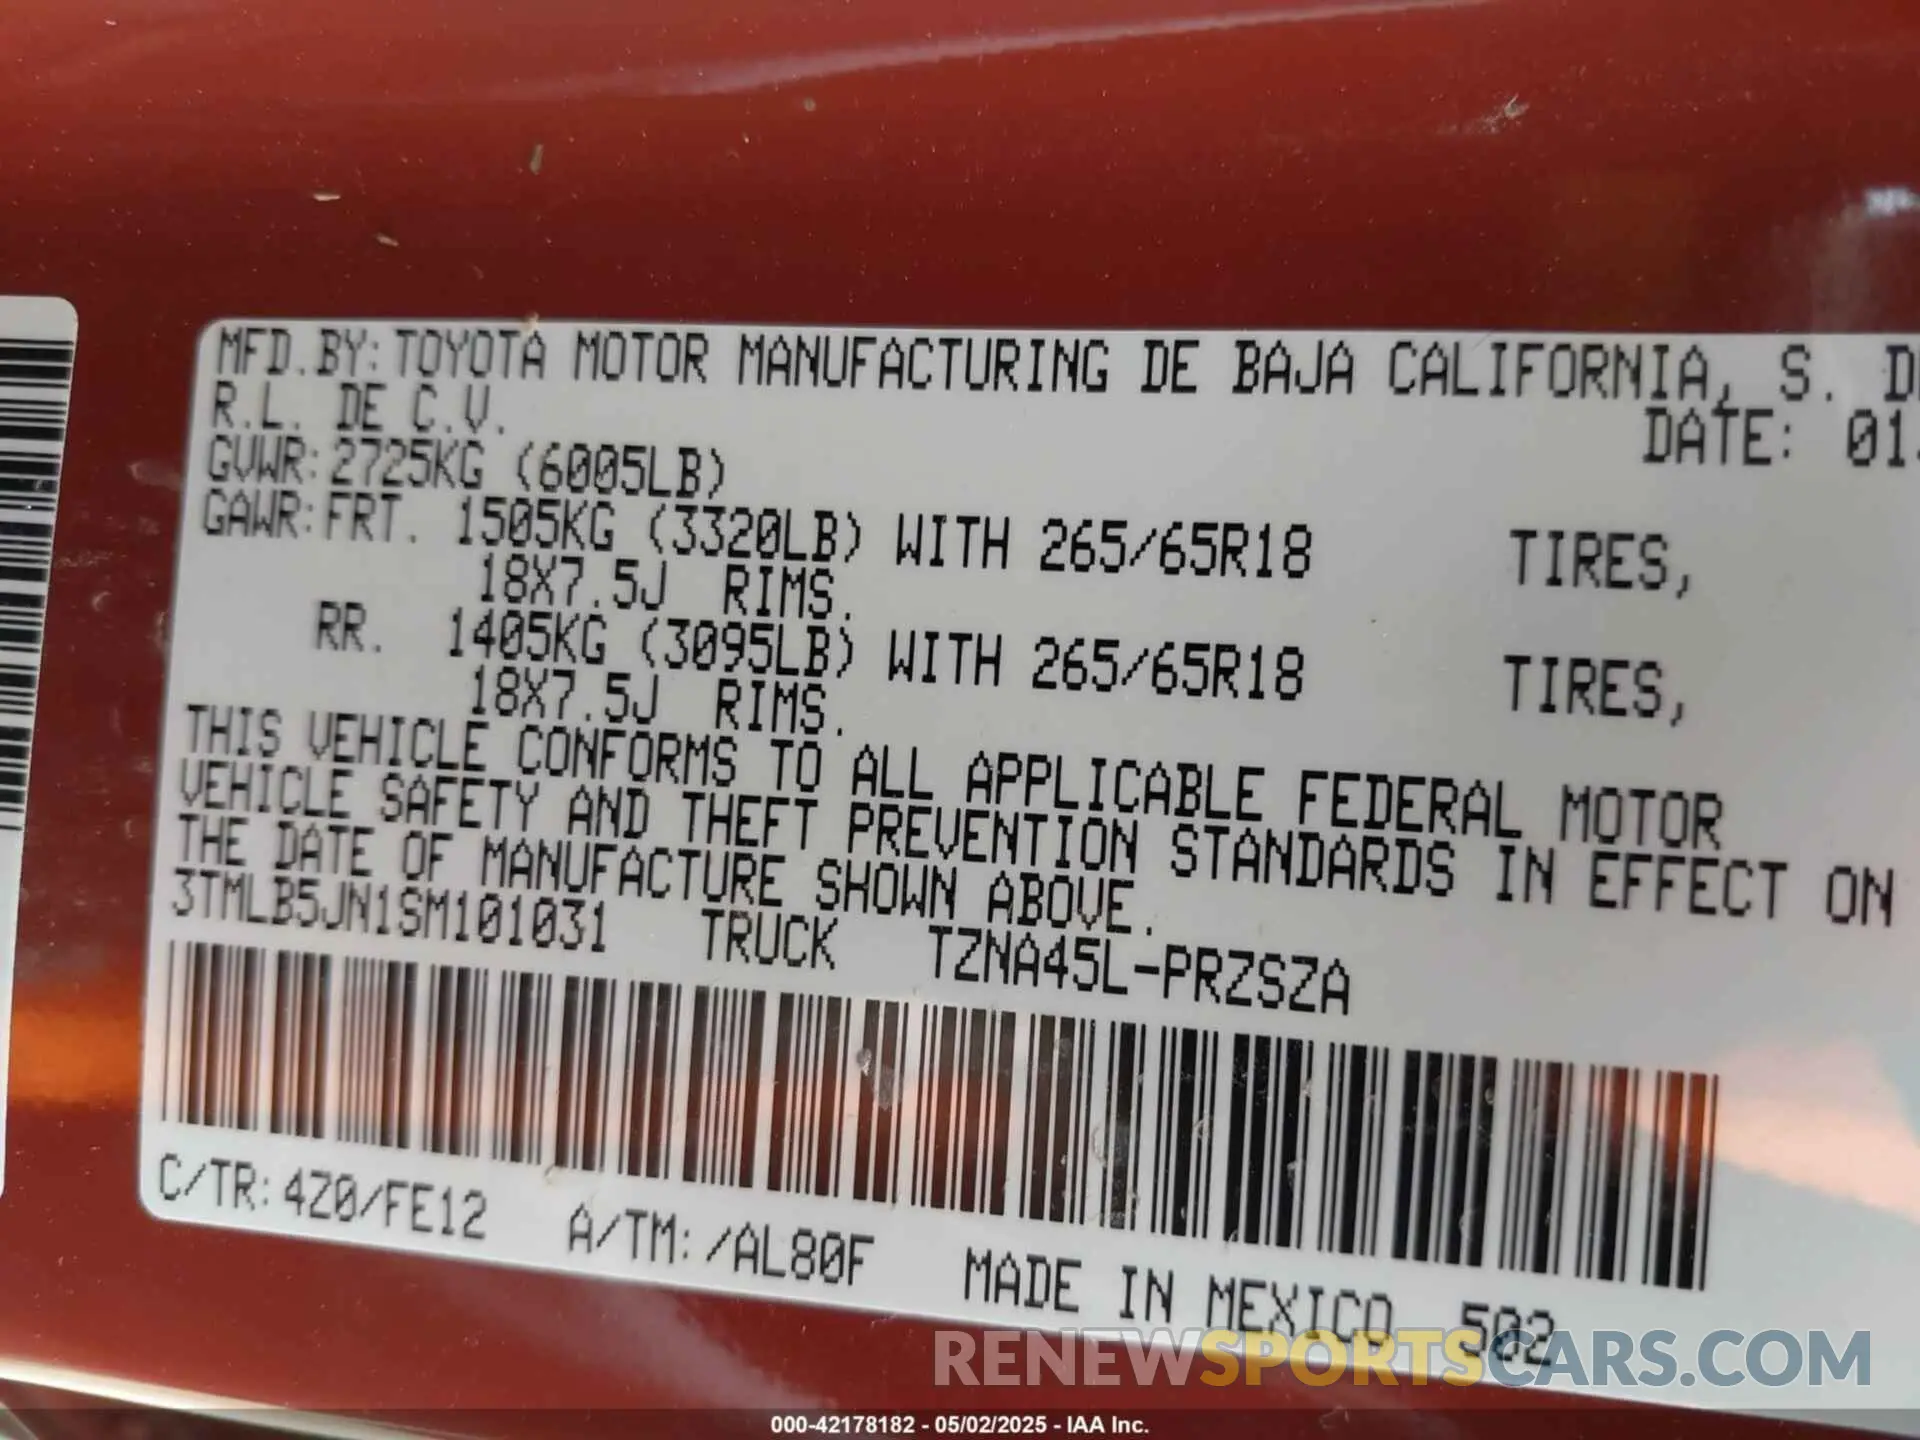 MFD.BY:TOYOTA MOTOR MANUFACTURING DE BAJA CALIFORNIA, S. DE
R.L. DE C.V.
DATE: 01
GVWR:2725KG (6005LB)
GAWR:FRT. 1505KG (3320LB) WITH 265/65R18 TIRES,
18X7.5J RIMS.
RR. 1405KG (3095LB) WITH 265/65R18 TIRES,
18X7.5J RIMS.
THIS VEHICLE CONFORMS TO ALL APPLICABLE FEDERAL MOTOR
VEHICLE SAFETY AND THEFT PREVENTION STANDARDS IN EFFECT ON
THE DATE OF MANUFACTURE SHOWN ABOVE.
3TMLB5JN1SM101031 TRUCK TZNA45L-PRZSZA
C/TR:4Z0/FE12 A/TM:/AL80F MADE IN MEXICO 502
RENEWSPORTSCARS.COM
000-42178182 - 05/02/2025 - IAA Inc.